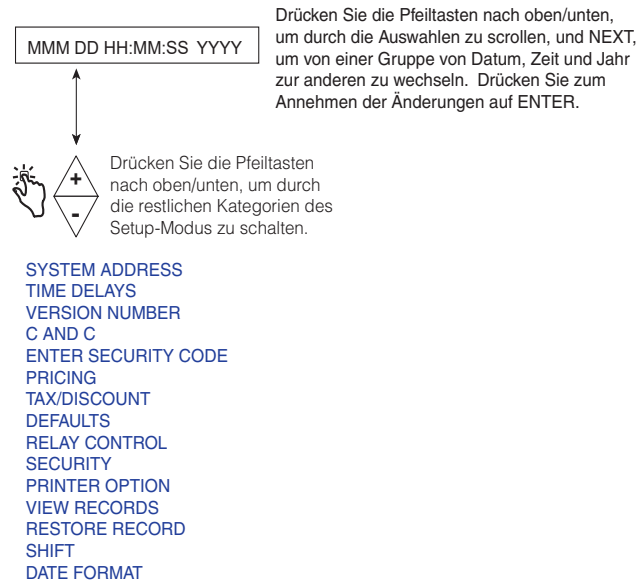 Drücken Sie die Pfeiltasten nach oben/unten,
um durch die Auswahlen zu scrollen, und NEXT,
um von einer Gruppe von Datum, Zeit und Jahr
zur anderen zu wechseln.  Drücken Sie zum
Annehmen der Änderungen auf ENTER.
MMM DD HH:MM:SS YYYY
Drücken Sie die Pfeiltasten
nach oben/unten, um durch
die restlichen Kategorien des
Setup-Modus zu schalten.
+
-
SYSTEM ADDRESS
TIME DELAYS
VERSION NUMBER
C AND C
ENTER SECURITY CODE
PRICING
TAX/DISCOUNT
DEFAULTS
RELAY CONTROL
SECURITY
PRINTER OPTION
VIEW RECORDS
RESTORE RECORD
SHIFT
DATE FORMAT